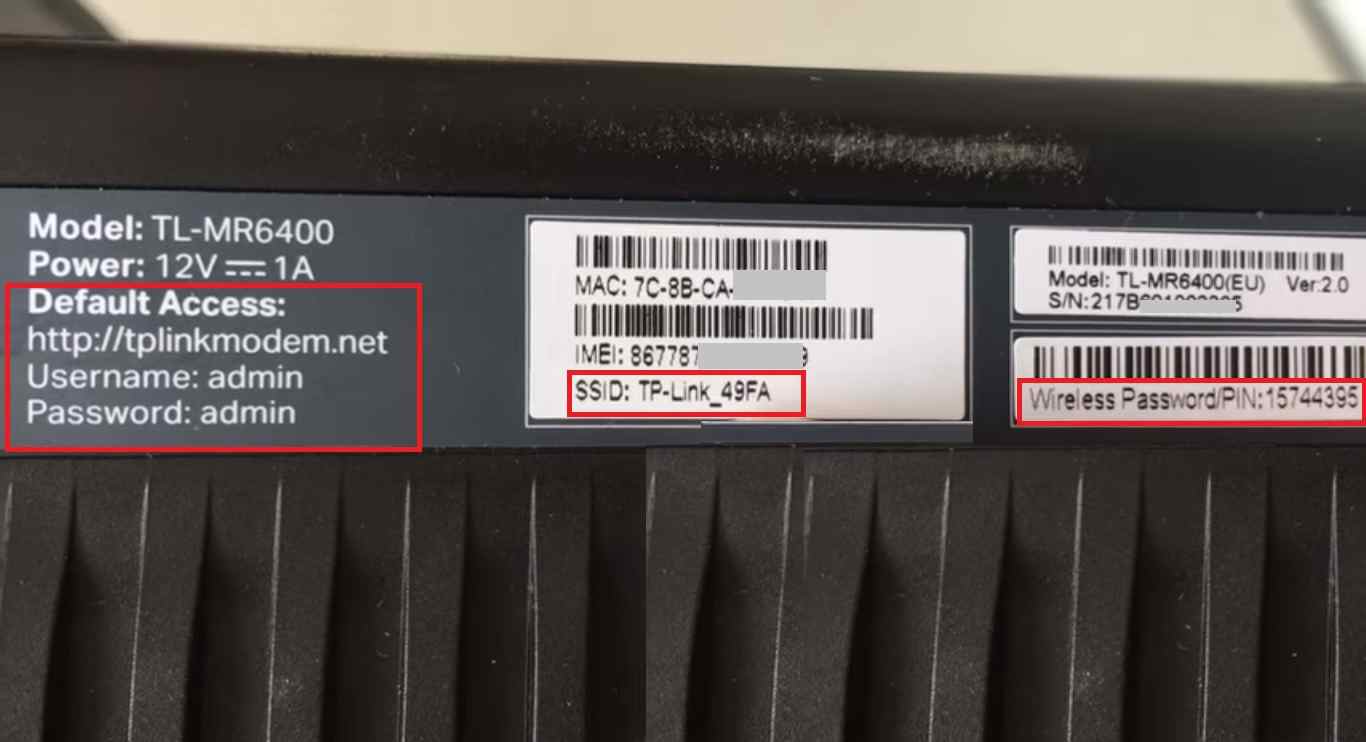 Model: TL-MR6400
Power: 12V⎓1A
Default Access:
http://tplinkmodem.net
Username: admin
Password: admin
MAC: 7C-8B-CA-
IMEI: 867787
SSID: TP-Link_49FA
Model: TL-MR6400(EU) Ver:2.0
S/N:217B
Wireless Password/PIN:15744395